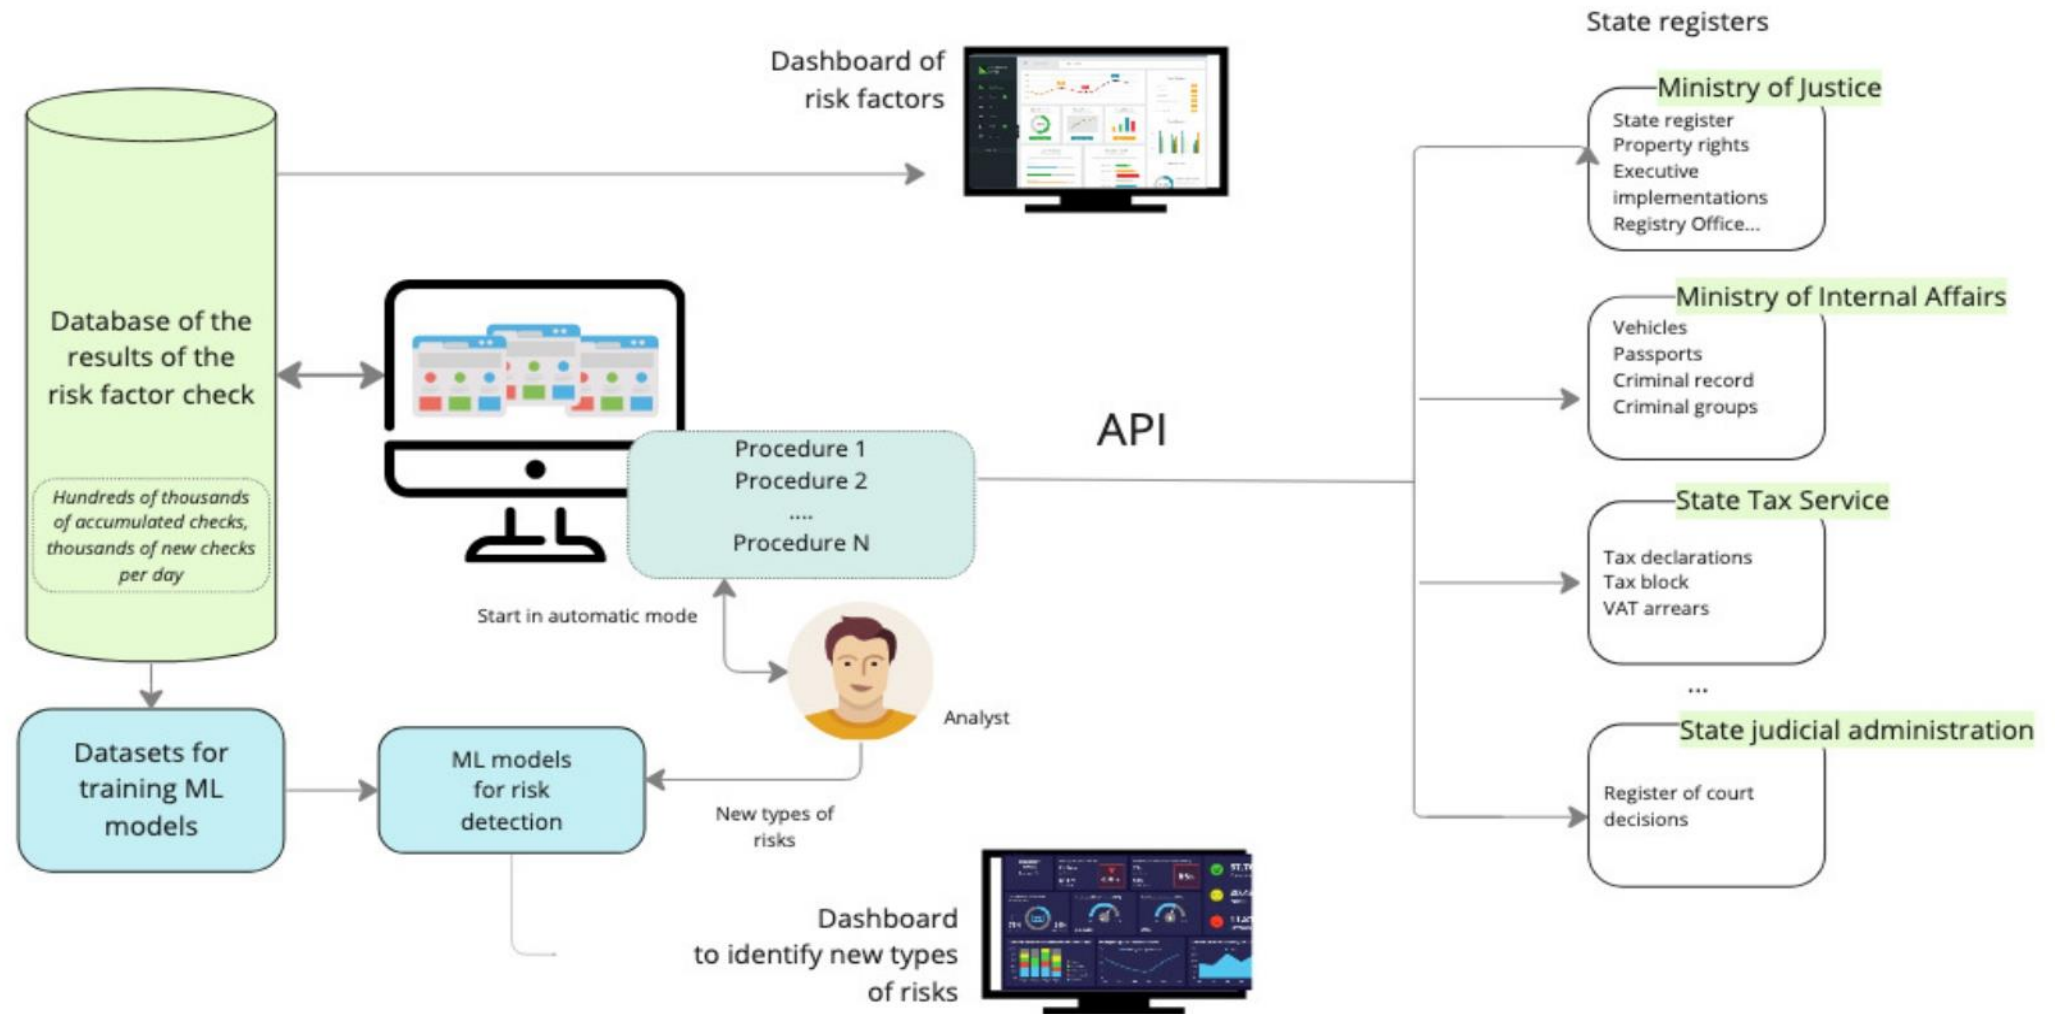 State registers
Dashboard of
risk factors
Ministry of Justice
State register
Property rights
Executive
implementations
Registry Office...
Database of the
results of the
risk factor check
Hundreds of thousands
of accumulated checks,
thousands of new checks
per day
Ministry of Internal Affairs
Vehicles
Passports
Criminal record
Criminal groups
API
Procedure 1
Procedure 2
....
Procedure N
State Tax Service
Tax declarations
Tax block
VAT arrears
...
Start in automatic mode
Analyst
State judicial administration
Register of court
decisions
Datasets for
training ML
models
ML models
for risk
detection
New types of
risks
Dashboard
to identify new types
of risks